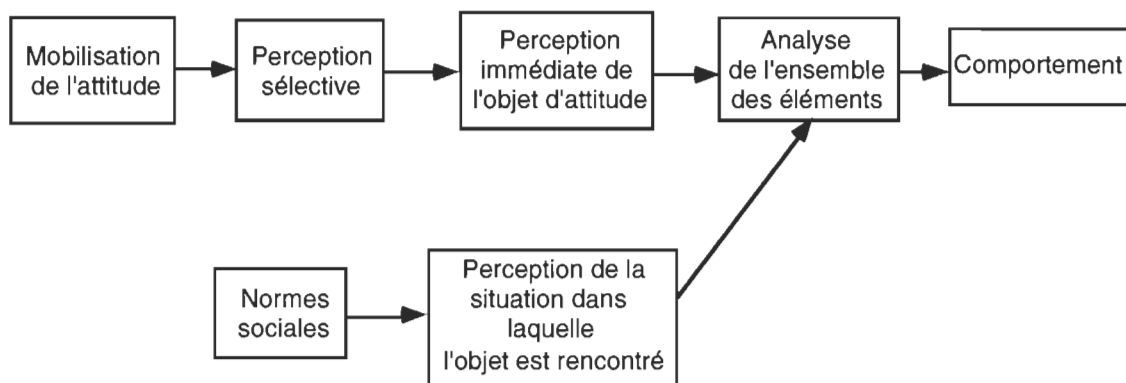 Mobilisation
de l'attitude
Perception
sélective
Perception
immédiate de
l'objet d'attitude
Analyse
de l'ensemble
des éléments
Comportement
Normes
sociales
Perception de la
situation dans
laquelle
l'objet est rencontré